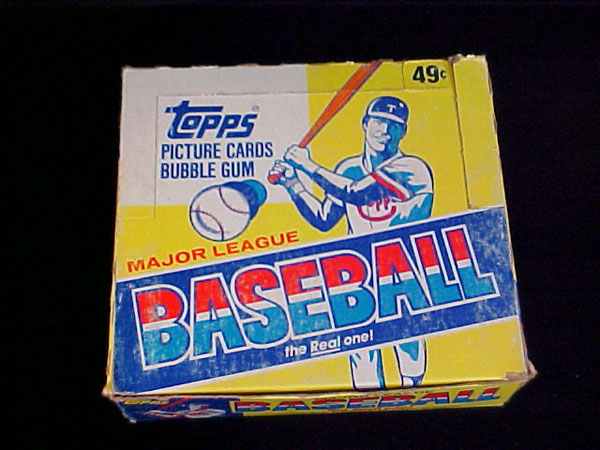 49¢
Topps®
PICTURE CARDS
BUBBLE GUM
T
MAJOR LEAGUE
BASEBALL
the Real one!
BASEBALL